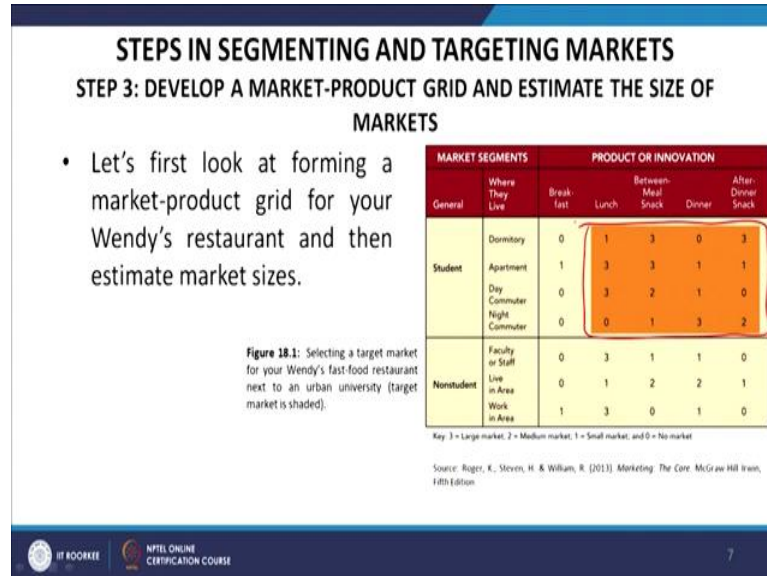 STEPS IN SEGMENTING AND TARGETING MARKETS
STEP 3: DEVELOP A MARKET-PRODUCT GRID AND ESTIMATE THE SIZE OF
MARKETS
• Let's first look at forming a
market-product grid for your
Wendy's restaurant and then
estimate market sizes.
Figure 18.1: Selecting a target market
for your Wendy's fast-food restaurant
next to an urban university (target
market is shaded).
MARKET SEGMENTS PRODUCT OR INNOVATION
General Where They Live Break-fast Lunch Between-Meal Snack Dinner After-Dinner Snack
Student
Dormitory 0 1 3 0 3
Apartment 1 3 3 1 1
Day Commuter 0 3 2 1 0
Night Commuter 0 0 1 3 2
Nonstudent
Faculty or Staff 0 3 1 1 0
Live in Area 0 1 2 2 1
Work in Area 1 3 0 1 0
Key: 3 = Large market; 2 = Medium market; 1 = Small market; and 0 = No market
Source: Roger, K., Steven, H. & William, R. (2013). Marketing: The Core. McGraw Hill Irwin,
Fifth Edition
IIT ROORKEE
NPTEL ONLINE
CERTIFICATION COURSE
7